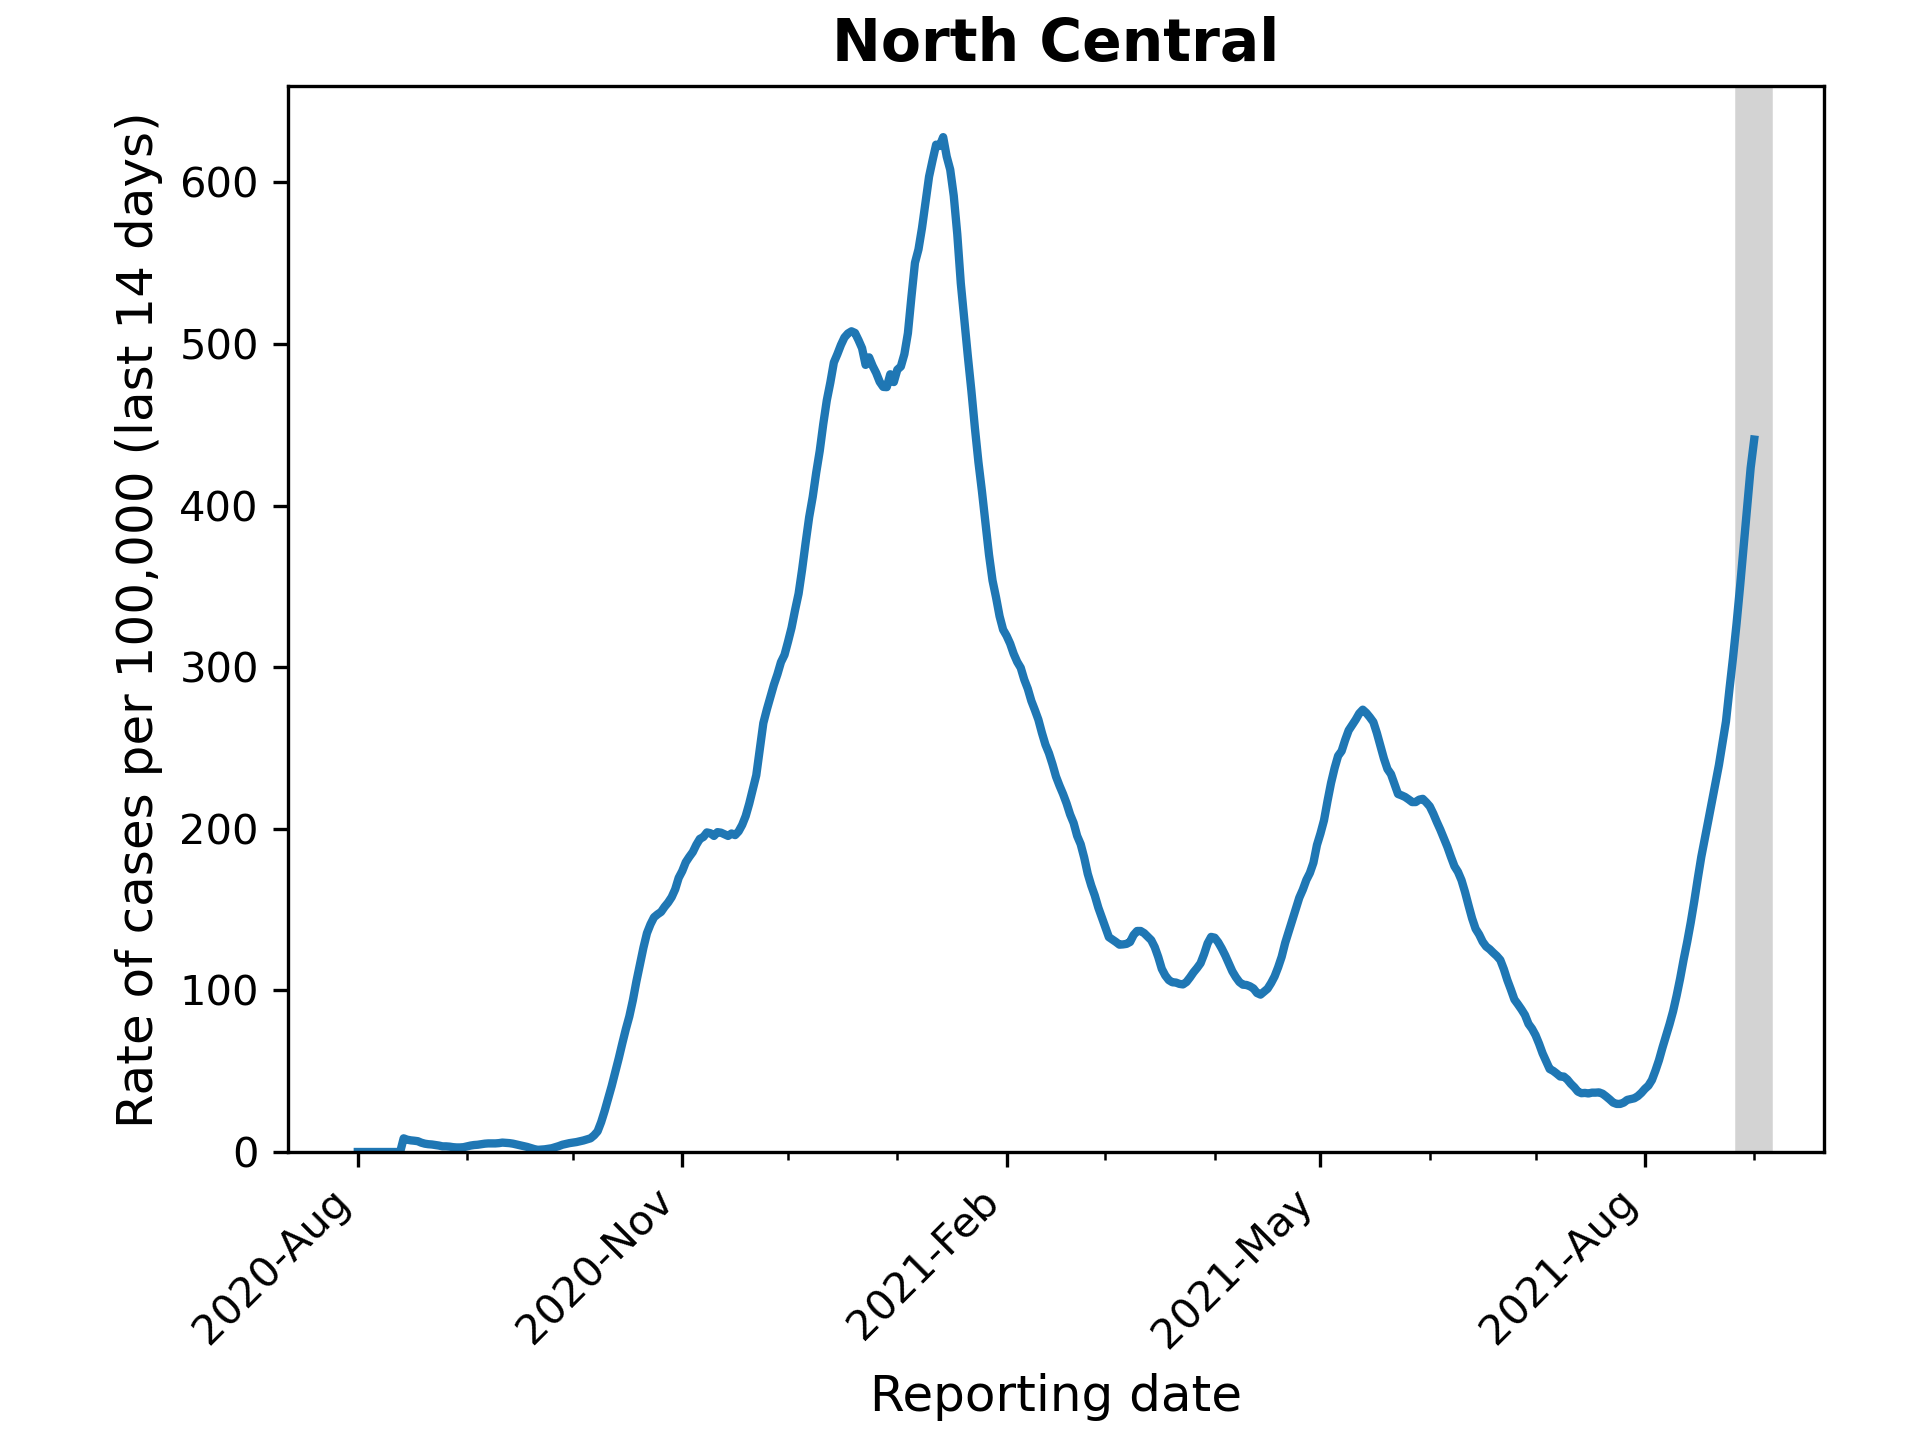 North Central
Rate of cases per 100,000 (last 14 days)
600
500
400
300
200
100
0
2020-Aug
2020-Nov
2021-Feb
2021-May
2021-Aug
Reporting date